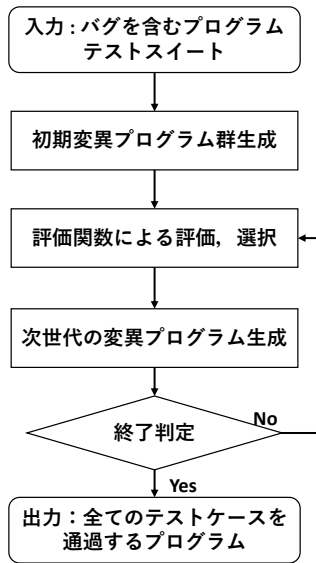 入力 : バグを含むプログラム
テストスイート
初期変異プログラム群生成
評価関数による評価，選択
次世代の変異プログラム生成
終了判定
No
Yes
出力：全てのテストケースを
通過するプログラム